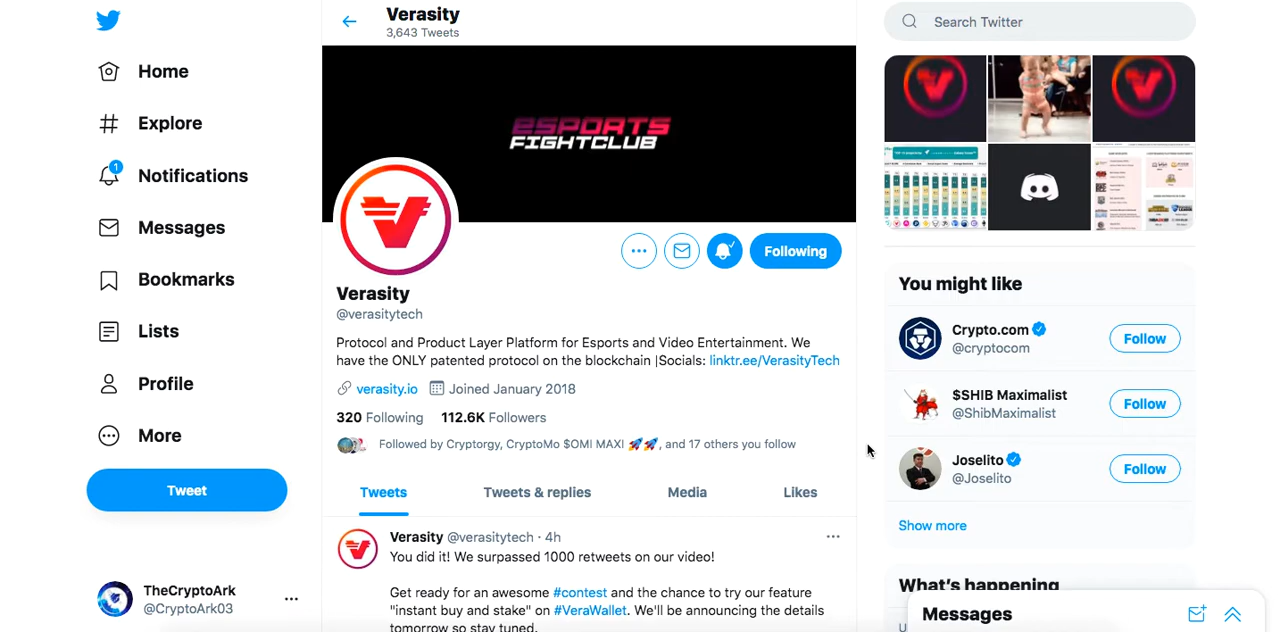 Home
Explore
1
Notifications
Messages
Bookmarks
Lists
Profile
More
Tweet
TheCryptoArk
@CryptoArk03
Verasity
3,643 Tweets
ESPORTS
FIGHTCLUB
Following
Verasity
@verasitytech
Protocol and Product Layer Platform for Esports and Video Entertainment. We
have the ONLY patented protocol on the blockchain |Socials: linktr.ee/VerasityTech
verasity.io Joined January 2018
320 Following 112.6K Followers
Followed by Cryptorgy, CryptoMo $OMI MAXI 🚀🚀, and 17 others you follow
Tweets Tweets & replies Media Likes
Verasity @verasitytech · 4h
You did it! We surpassed 1000 retweets on our video!
Get ready for an awesome #contest and the chance to try our feature
"instant buy and stake" on #VeraWallet. We'll be announcing the details
tomorrow so stay tuned.
Search Twitter
You might like
Crypto.com
@cryptocom
Follow
$SHIB Maximalist
@ShibMaximalist
Follow
Joselito
@Joselito
Follow
Show more
What's happening
Messages